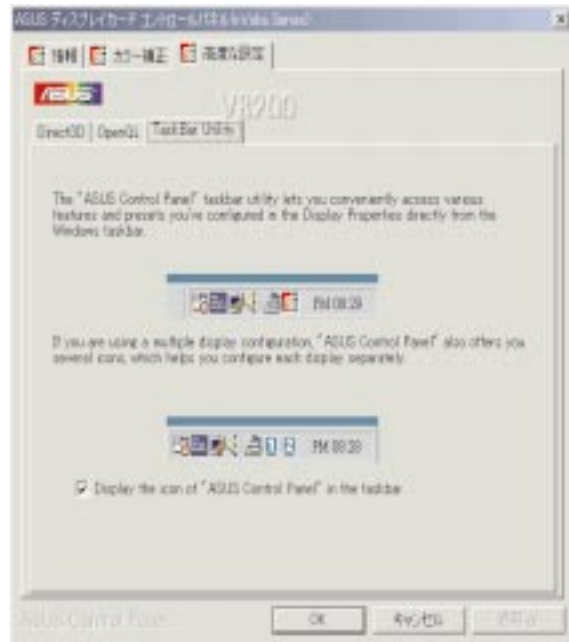 ASUS ディスプレイカード コントロールパネル (nVidia Series)
情報 カラー補正 高度な設定
ASUS
V8200
Direct3D OpenGL TaskBar Utility
The "ASUS Control Panel" taskbar utility lets you conveniently access various
features and presets you've configured in the Display Properties directly from the
Windows taskbar.
PM 08:29
If you are using a multiple display configuration, "ASUS Control Panel" also offers you
several icons, which helps you configure each display separately.
PM 08:28
Display the icon of "ASUS Control Panel" in the taskbar
ASUS Control Panel
OK キャンセル